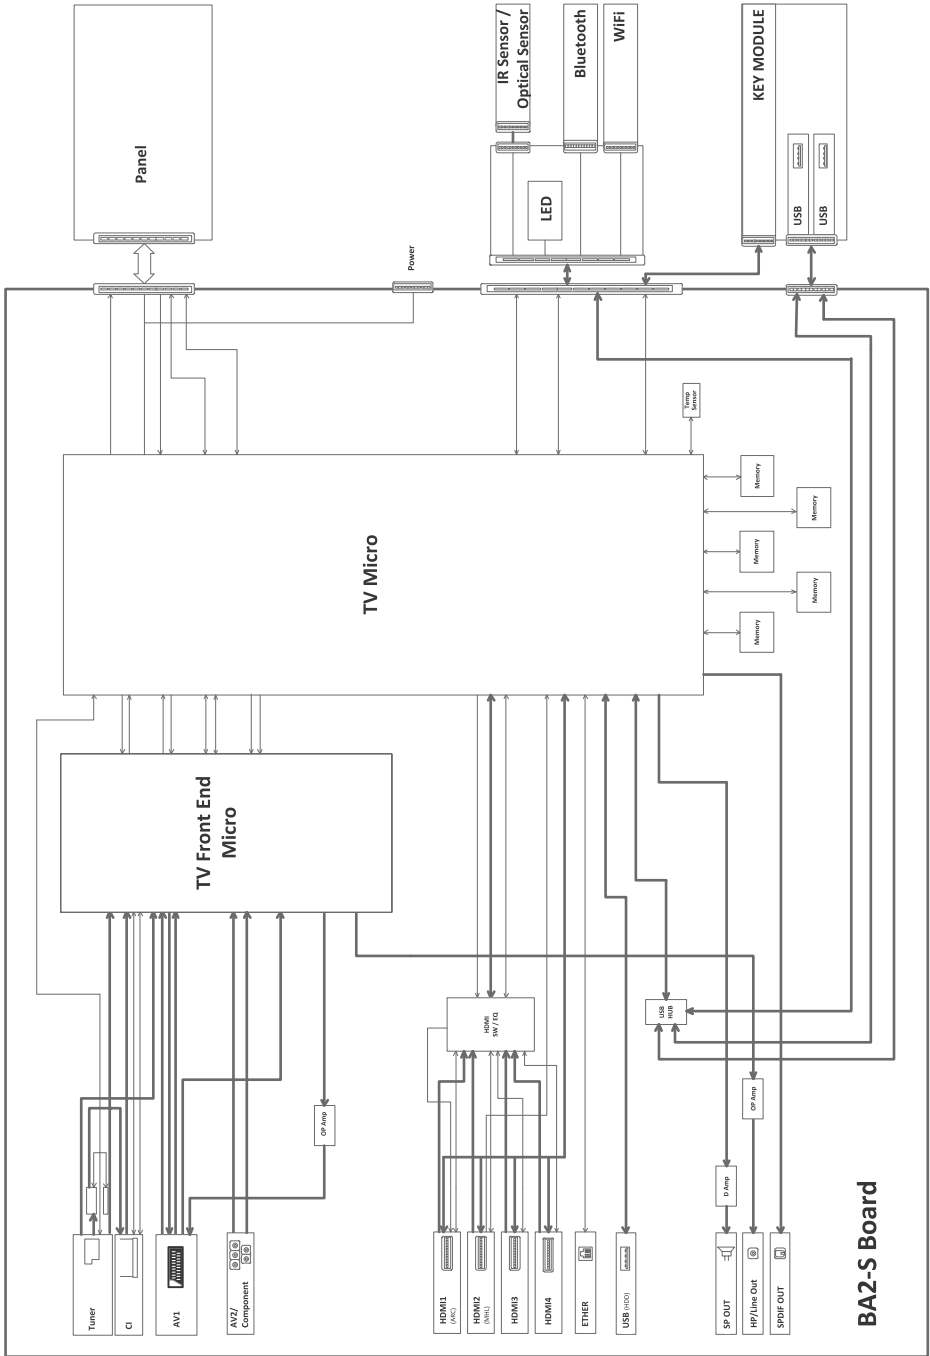 Panel
IR Sensor /
Optical Sensor
Bluetooth
WiFi
KEY MODULE
USB
USB
LED
Power
Temp
Sensor
TV Micro
Memory
Memory
Memory
Memory
Memory
TV Front End
Micro
HDMI
SW / EQ
USB
HUB
OP Amp
OP Amp
D Amp
Tuner
CI
AV1
AV2/
Component
HDMI1
(ARC)
HDMI2
(MHL)
HDMI3
HDMI4
ETHER
USB (HDD)
SP OUT
HP/Line Out
SPDIF OUT
BA2-S Board